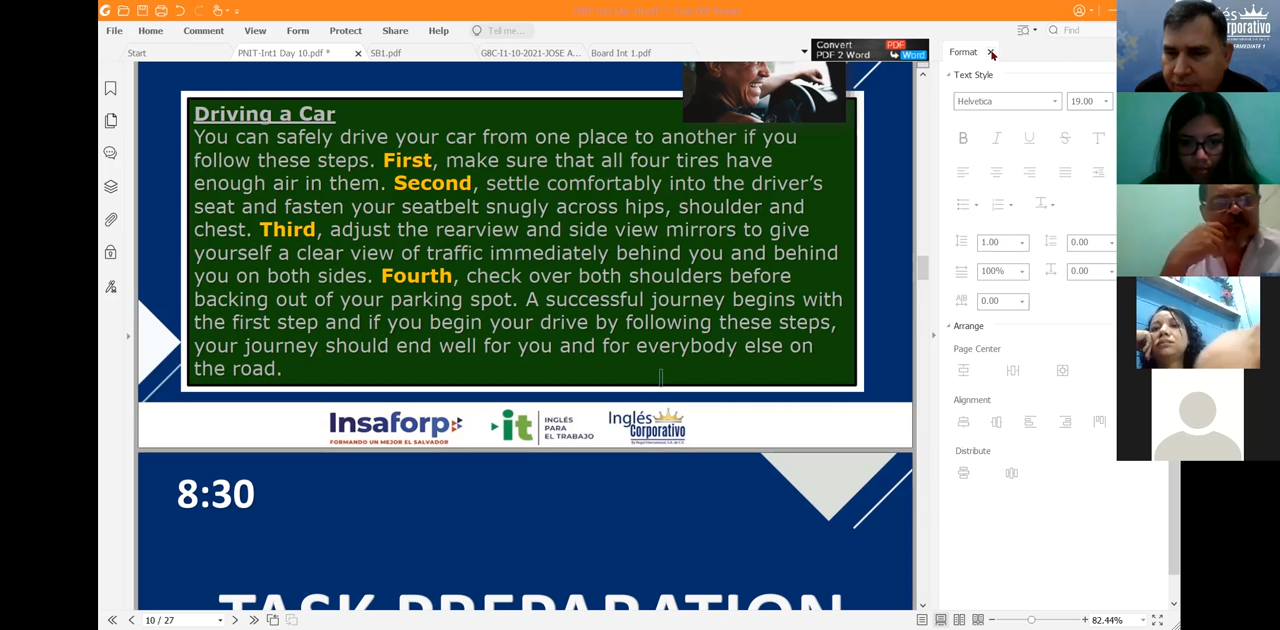 File Home Comment View Form Protect Share Help Tell me... Find
Start PNIT-Int1 Day 10.pdf * SB1.pdf G8C-11-10-2021-JOSE A... Board Int 1.pdf
Convert PDF
PDF 2 Word Word
Format
Text Style
Helvetica 19.00
B I U S T
1.00 0.00
100% 0.00
0.00
Arrange
Page Center
Alignment
Distribute
Driving a Car
You can safely drive your car from one place to another if you
follow these steps. First, make sure that all four tires have
enough air in them. Second, settle comfortably into the driver's
seat and fasten your seatbelt snugly across hips, shoulder and
chest. Third, adjust the rearview and side view mirrors to give
yourself a clear view of traffic immediately behind you and behind
you on both sides. Fourth, check over both shoulders before
backing out of your parking spot. A successful journey begins with
the first step and if you begin your drive by following these steps,
your journey should end well for you and for everybody else on
the road.
Insaforp
FORMANDO UN MEJOR EL SALVADOR
it
INGLÉS
PARA
EL TRABAJO
Inglés
Corporativo
8:30
TASK PREPARATION
10 / 27
82.44%